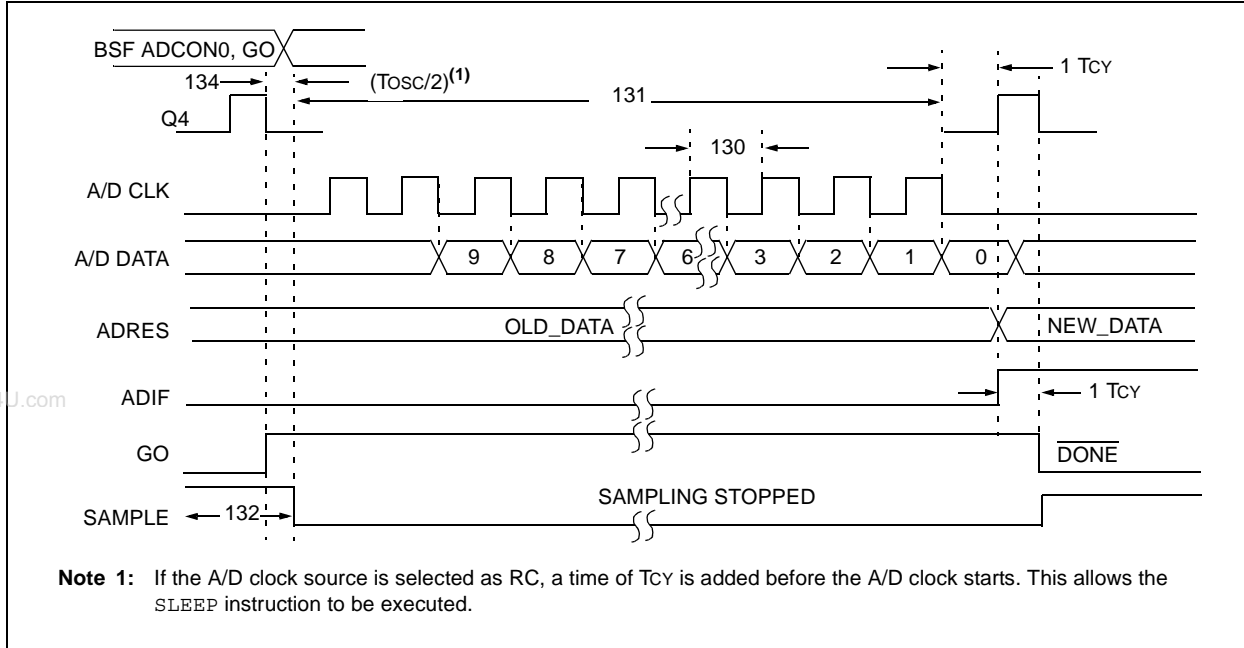 BSF ADCON0, GO
134
(TOSC/2)(1)
131
1 TCY
Q4
130
A/D CLK
A/D DATA
9 8 7 6 3 2 1 0
ADRES
OLD_DATA
NEW_DATA
U.com
ADIF
1 TCY
GO
DONE
SAMPLING STOPPED
SAMPLE
132
Note 1: If the A/D clock source is selected as RC, a time of TCY is added before the A/D clock starts. This allows the
SLEEP instruction to be executed.